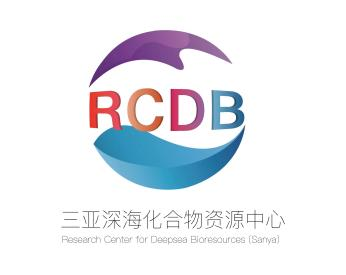 RCDB
三亚深海化合物资源中心
Research Center for Deepsea Bioresources (Sanya)